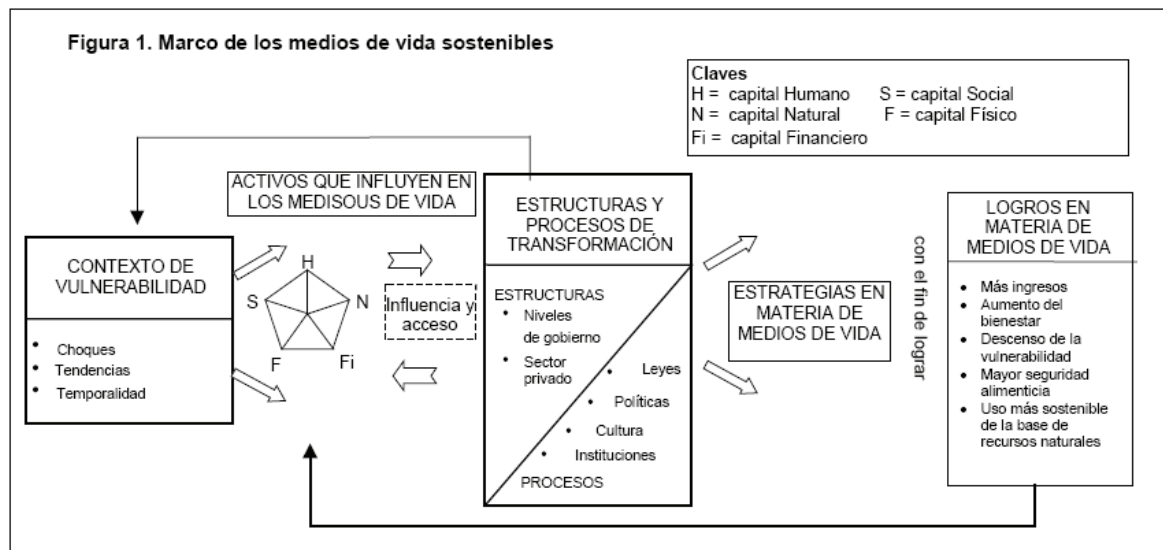 Figura 1. Marco de los medios de vida sostenibles
Claves
H = capital Humano S = capital Social
N = capital Natural F = capital Físico
Fi = capital Financiero
ACTIVOS QUE INFLUYEN EN
LOS MEDISOUS DE VIDA
CONTEXTO DE
VULNERABILIDAD
• Choques
• Tendencias
• Temporalidad
H
S
N
F
Fi
Influencia y
acceso
ESTRUCTURAS Y
PROCESOS DE
TRANSFORMACIÓN
ESTRUCTURAS
• Niveles
de gobierno
• Sector
privado
• Leyes
• Políticas
• Cultura
• Instituciones
PROCESOS
ESTRATEGIAS EN
MATERIA DE
MEDIOS DE VIDA
con el fin de lograr
LOGROS EN
MATERIA DE
MEDIOS DE VIDA
• Más ingresos
• Aumento del
bienestar
• Descenso de la
vulnerabilidad
• Mayor seguridad
alimenticia
• Uso más sostenible
de la base de
recursos naturales